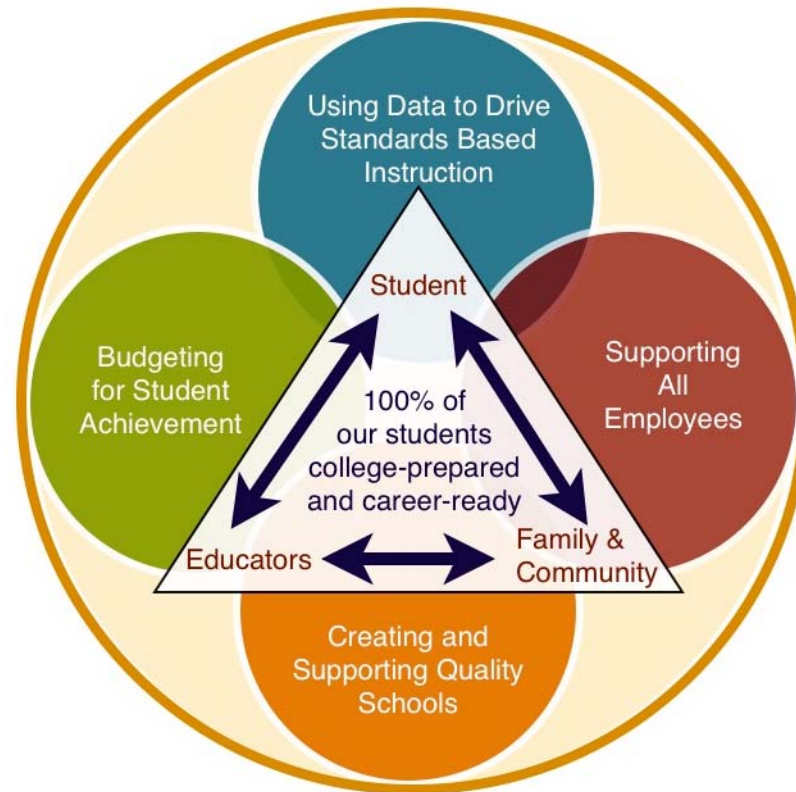 Using Data to Drive
Standards Based
Instruction
Student
Budgeting
for Student
Achievement
100% of
our students
college-prepared
and career-ready
Supporting
All
Employees
Educators
Family &
Community
Creating and
Supporting Quality
Schools